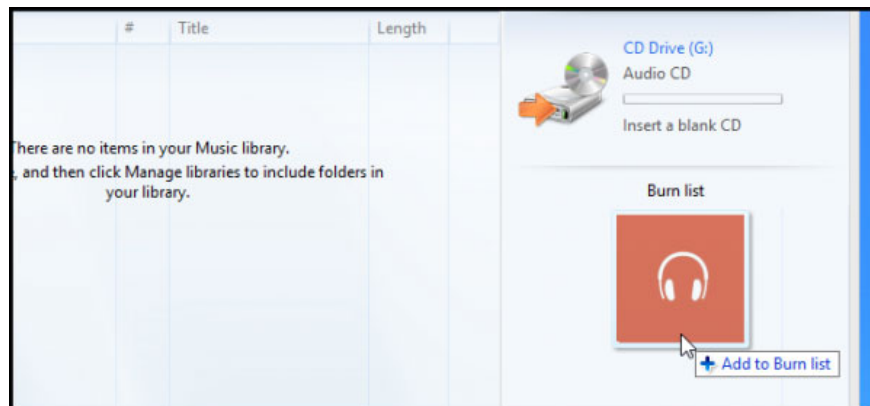 # Title Length
CD Drive (G:)
Audio CD
Insert a blank CD
There are no items in your Music library.
, and then click Manage libraries to include folders in
your library.
Burn list
Add to Burn list